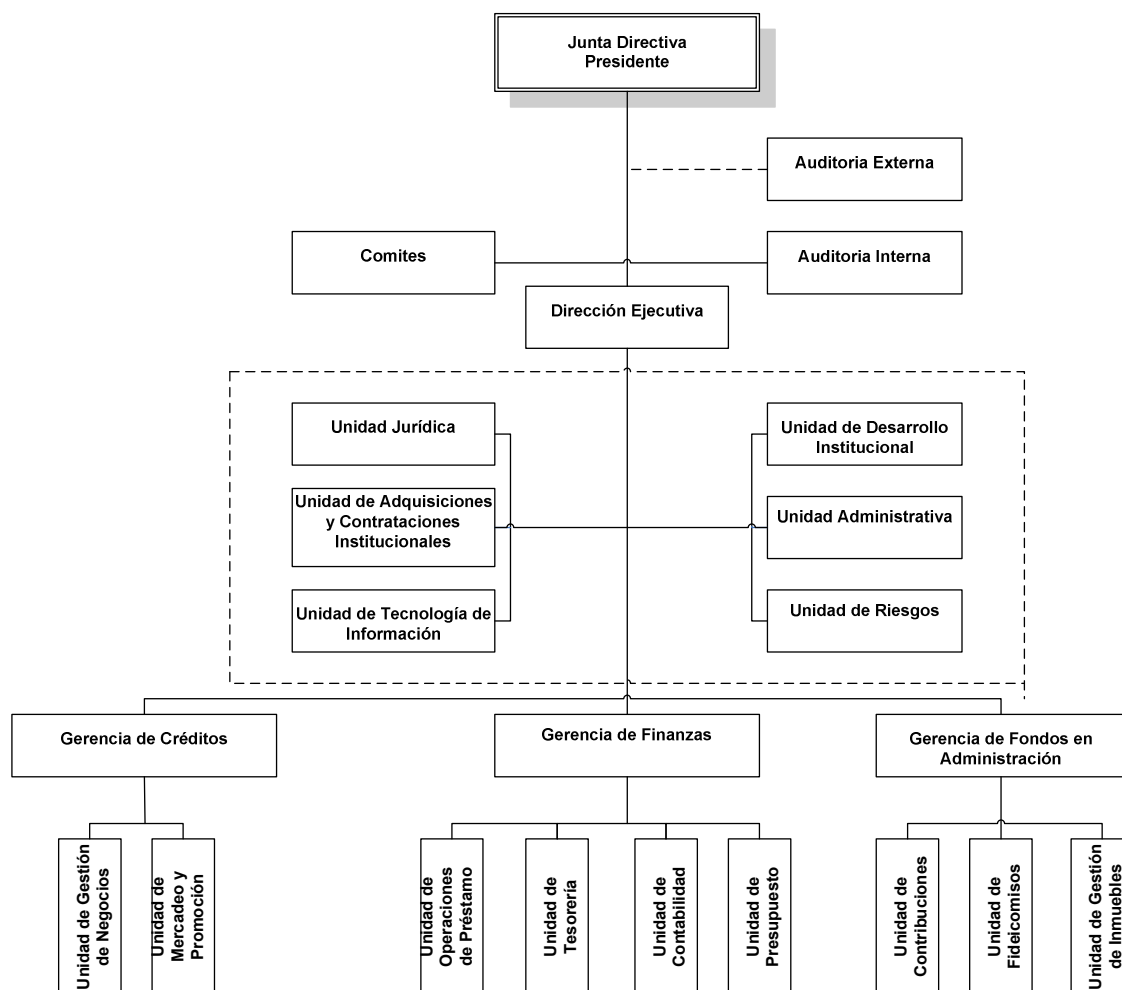 Junta Directiva
Presidente
Auditoria Externa
Comites
Auditoria Interna
Dirección Ejecutiva
Unidad Jurídica
Unidad de Desarrollo
Institucional
Unidad de Adquisiciones
y Contrataciones
Institucionales
Unidad Administrativa
Unidad de Tecnología de
Información
Unidad de Riesgos
Gerencia de Créditos
Gerencia de Finanzas
Gerencia de Fondos en
Administración
Unidad de Gestión
de Negocios
Unidad de
Mercadeo y
Promoción
Unidad de
Operaciones
de Préstamo
Unidad de
Tesorería
Unidad de
Contabilidad
Unidad de
Presupuesto
Unidad de
Contribuciones
Unidad de
Fideicomisos
Unidad de Gestión
de Inmuebles